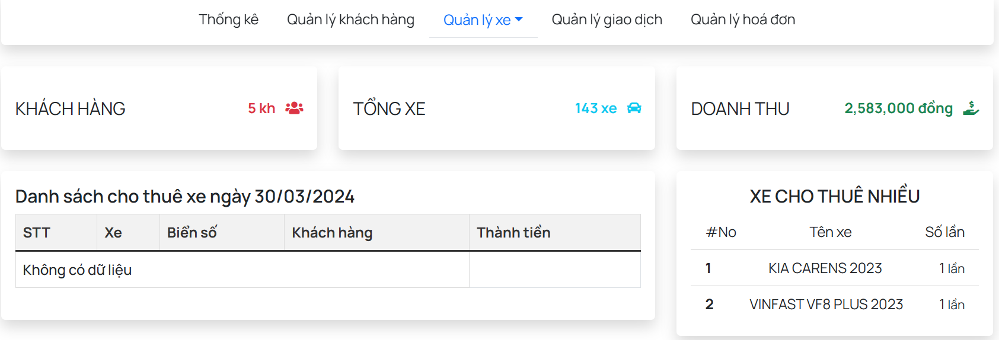 Thống kê Quản lý khách hàng Quản lý xe Quản lý giao dịch Quản lý hoá đơn
KHÁCH HÀNG 5 kh
TỔNG XE 143 xe
DOANH THU 2,583,000 đồng
Danh sách cho thuê xe ngày 30/03/2024
STT Xe Biển số Khách hàng Thành tiền
Không có dữ liệu
XE CHO THUÊ NHIỀU
#No Tên xe Số lần
1 KIA CARENS 2023 1 lần
2 VINFAST VF8 PLUS 2023 1 lần